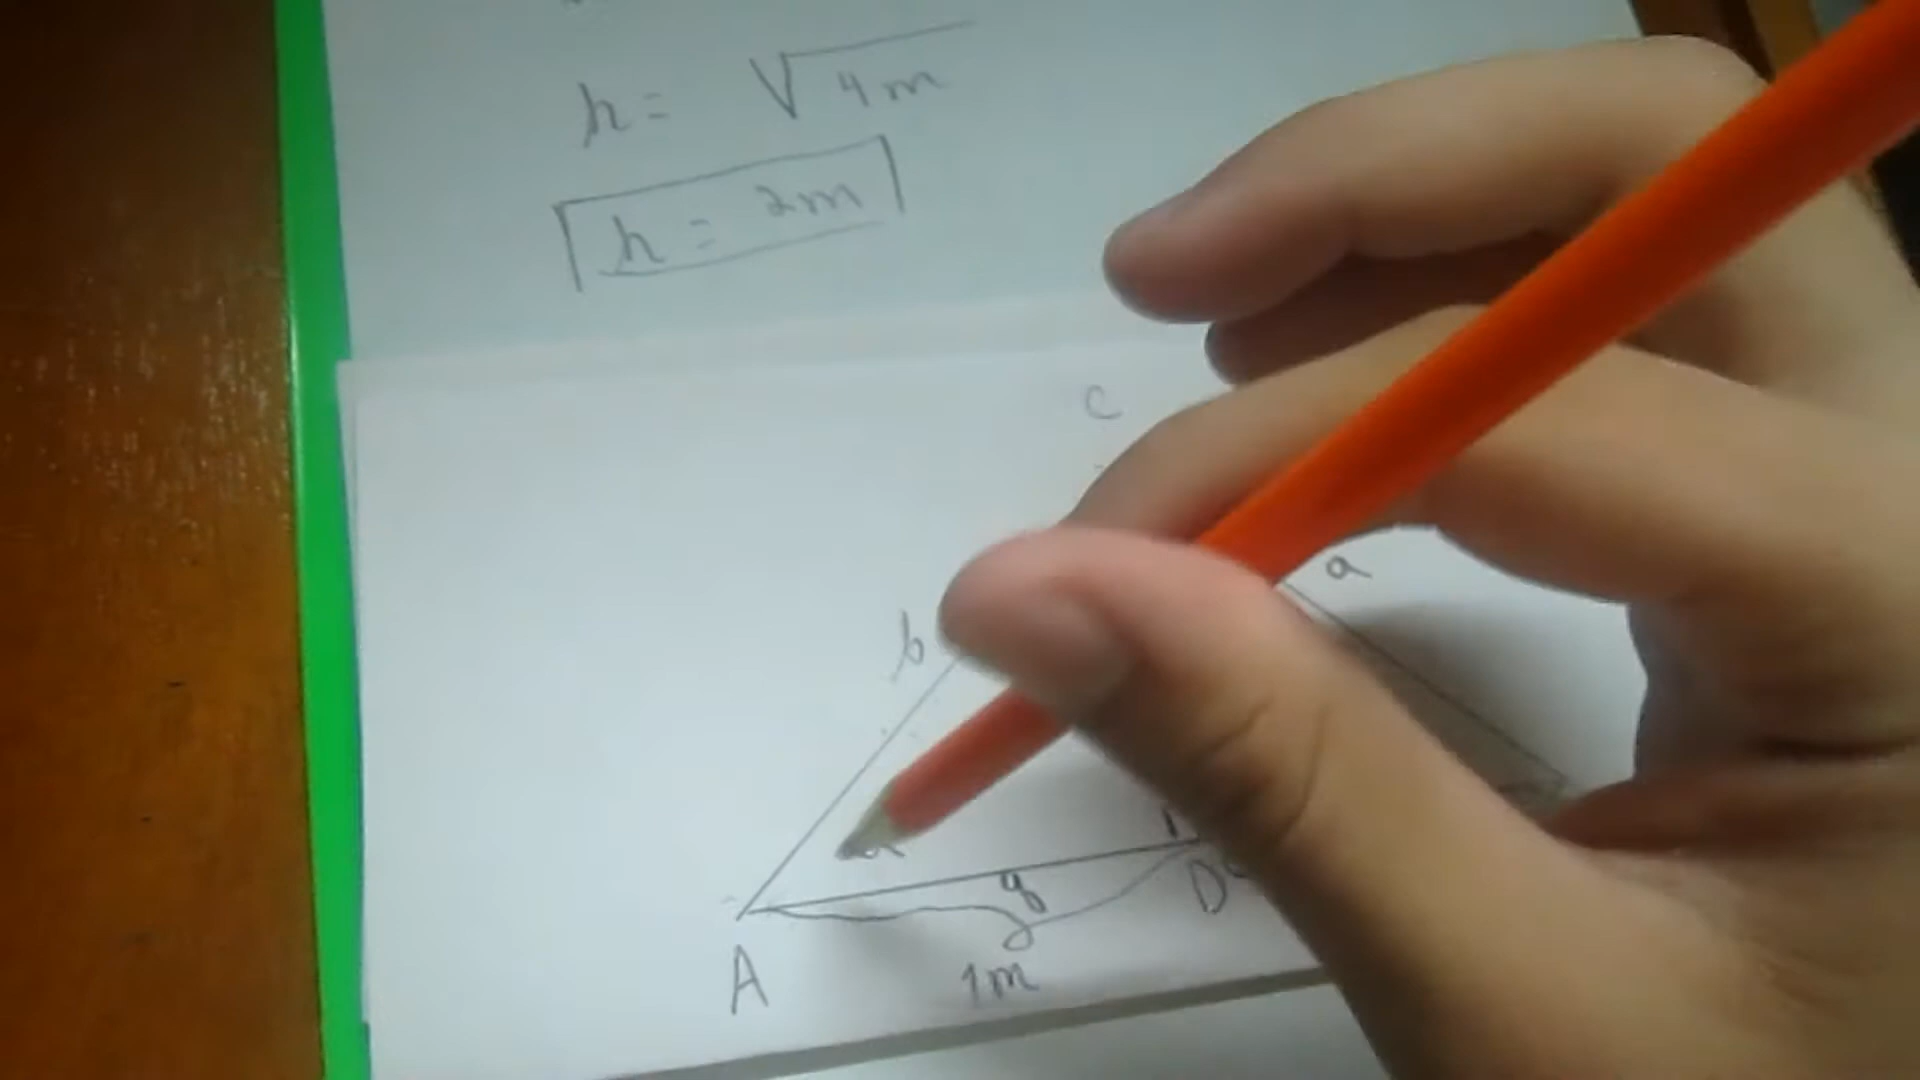 h = √4m
h = 2m
C
a
b
q
D
A
1m